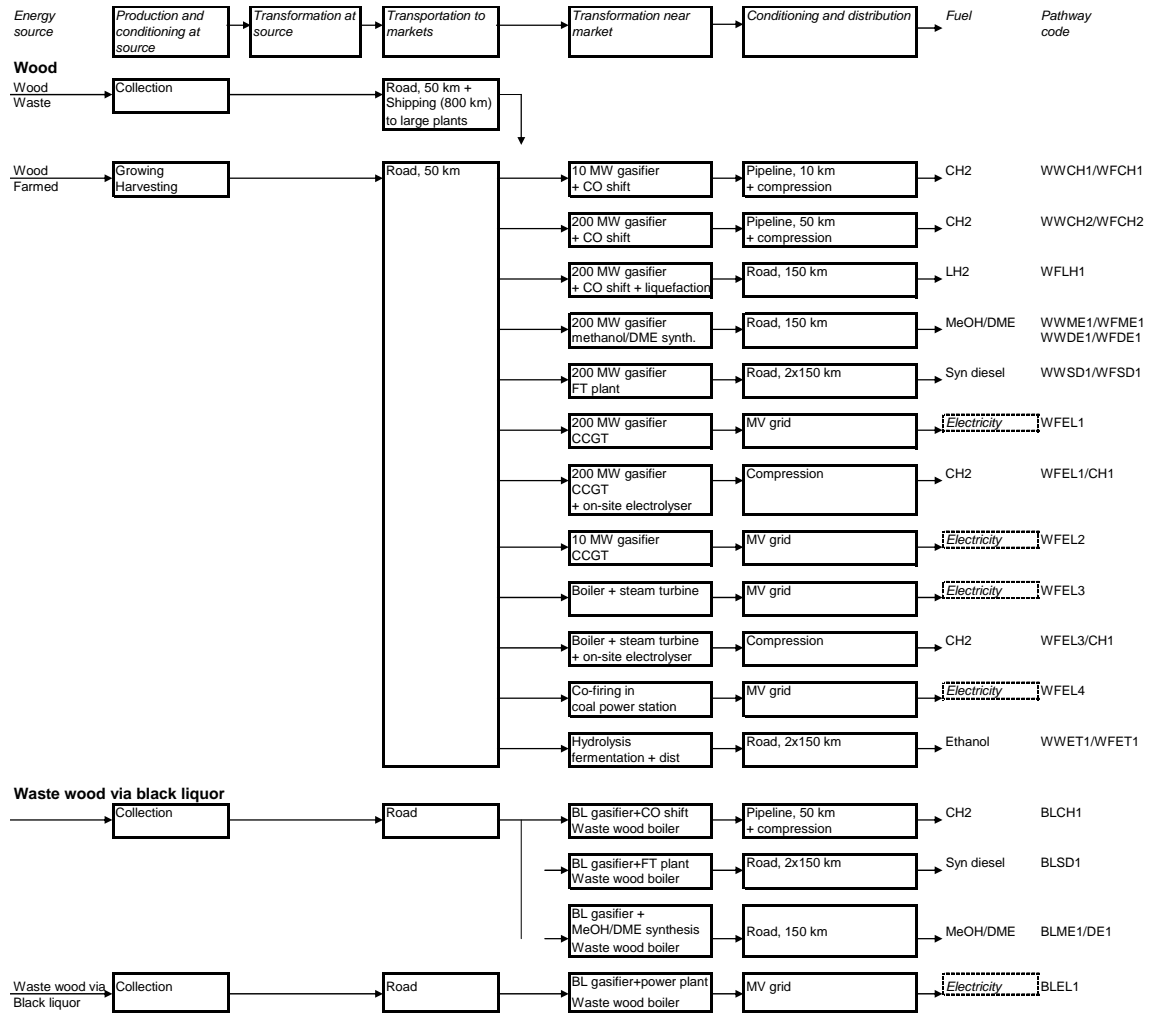 Energy source
Production and conditioning at source
Transformation at source
Transportation to markets
Transformation near market
Conditioning and distribution
Fuel
Pathway code
Wood
Wood
Waste
Collection
Road, 50 km +
Shipping (800 km)
to large plants
Wood
Farmed
Growing
Harvesting
Road, 50 km
10 MW gasifier
+ CO shift
Pipeline, 10 km
+ compression
CH2
WWCH1/WFCH1
200 MW gasifier
+ CO shift
Pipeline, 50 km
+ compression
CH2
WWCH2/WFCH2
200 MW gasifier
+ CO shift + liquefaction
Road, 150 km
LH2
WFLH1
200 MW gasifier
methanol/DME synth.
Road, 150 km
MeOH/DME
WWME1/WFME1
WWDE1/WFDE1
200 MW gasifier
FT plant
Road, 2x150 km
Syn diesel
WWSD1/WFSD1
200 MW gasifier
CCGT
MV grid
Electricity
WFEL1
200 MW gasifier
CCGT
+ on-site electrolyser
Compression
CH2
WFEL1/CH1
10 MW gasifier
CCGT
MV grid
Electricity
WFEL2
Boiler + steam turbine
MV grid
Electricity
WFEL3
Boiler + steam turbine
+ on-site electrolyser
Compression
CH2
WFEL3/CH1
Co-firing in
coal power station
MV grid
Electricity
WFEL4
Hydrolysis
fermentation + dist
Road, 2x150 km
Ethanol
WWET1/WFET1
Waste wood via black liquor
Collection
Road
BL gasifier+CO shift
Waste wood boiler
Pipeline, 50 km
+ compression
CH2
BLCH1
BL gasifier+FT plant
Waste wood boiler
Road, 2x150 km
Syn diesel
BLSD1
BL gasifier +
MeOH/DME synthesis
Waste wood boiler
Road, 150 km
MeOH/DME
BLME1/DE1
Waste wood via
Black liquor
Collection
Road
BL gasifier+power plant
Waste wood boiler
MV grid
Electricity
BLEL1